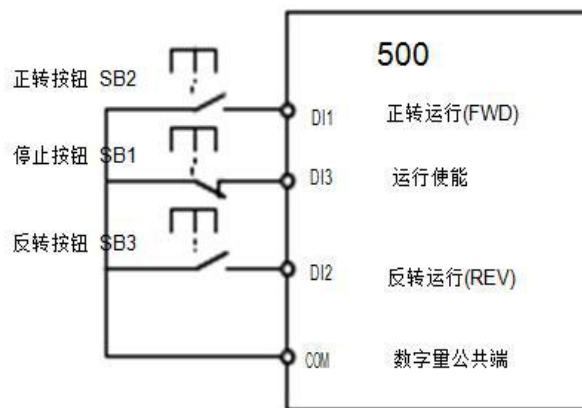 500
正转按钮 SB2
DI1 正转运行(FWD)
停止按钮 SB1
DI3 运行使能
反转按钮 SB3
DI2 反转运行(REV)
COM 数字量公共端